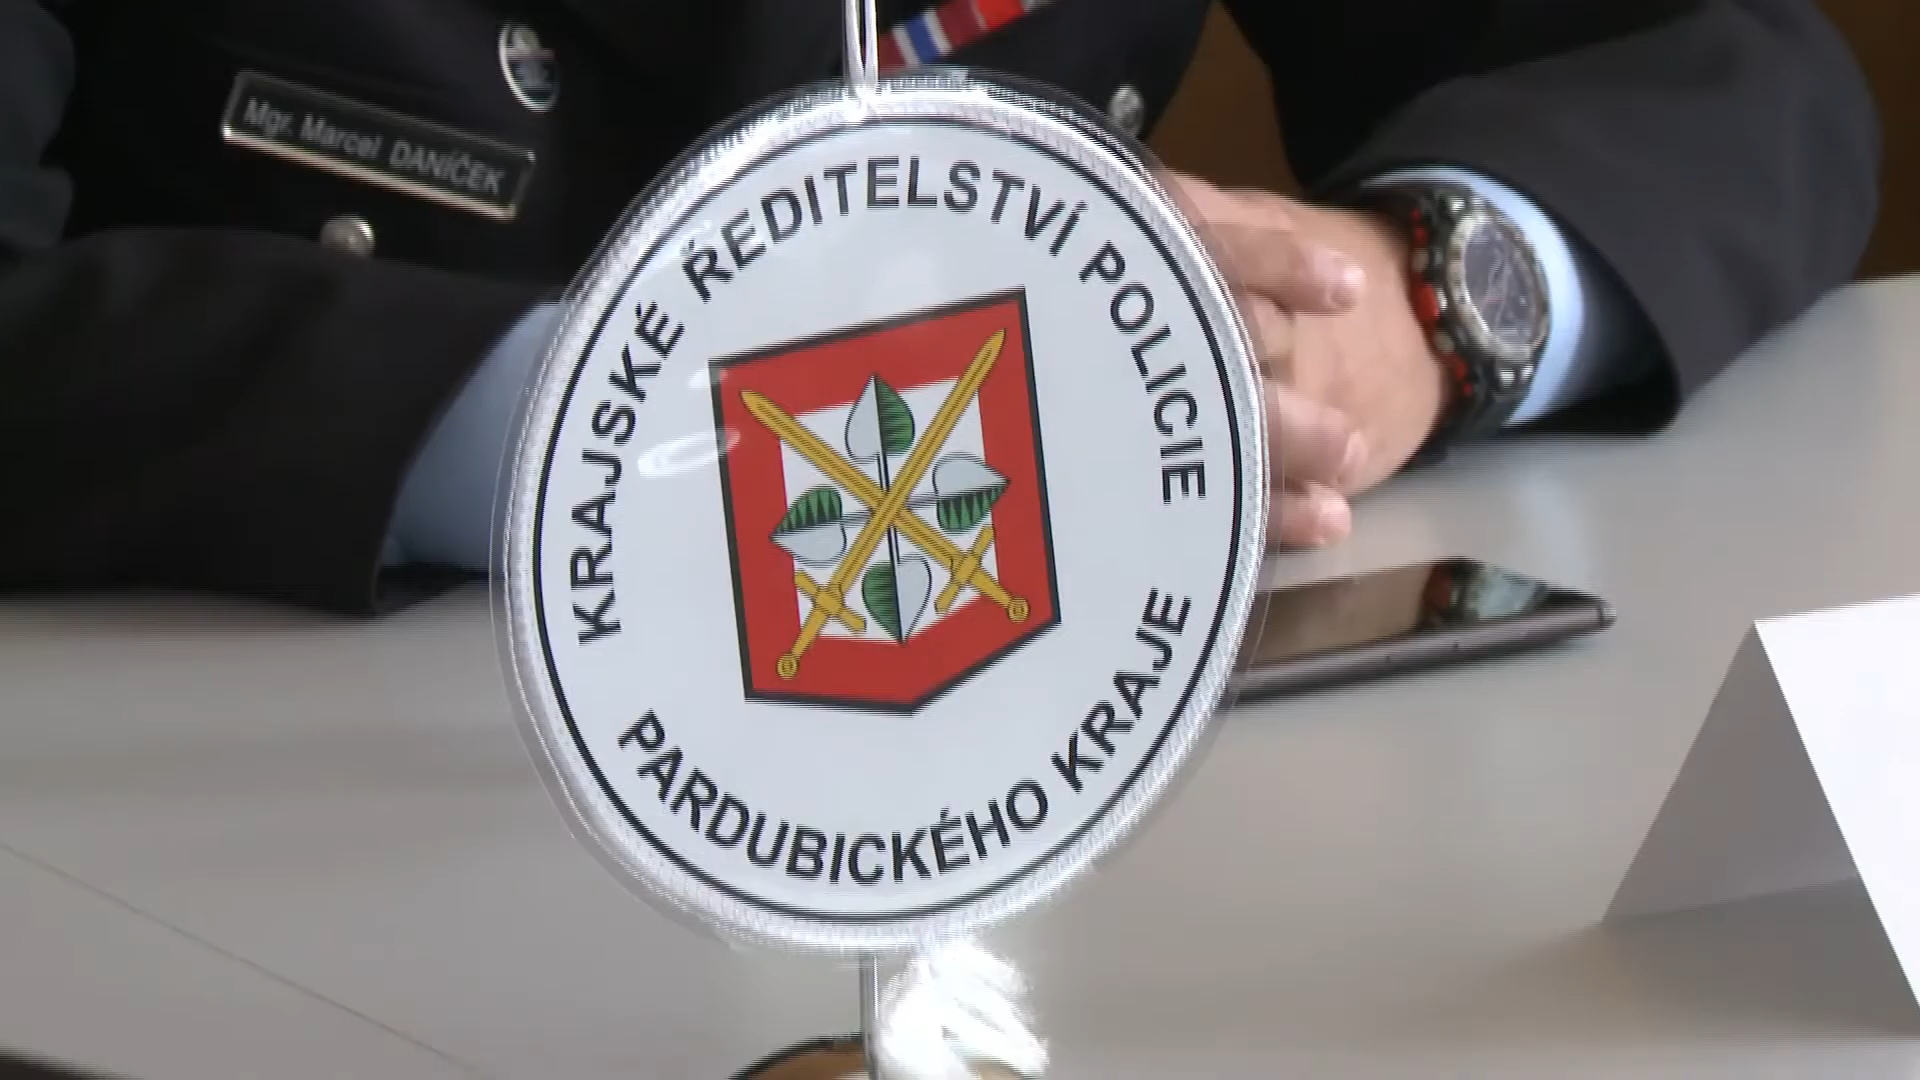 Mgr. Marcel DANÍČEK
KRAJSKÉ ŘEDITELSTVÍ POLICIE
PARDUBICKÉHO KRAJE